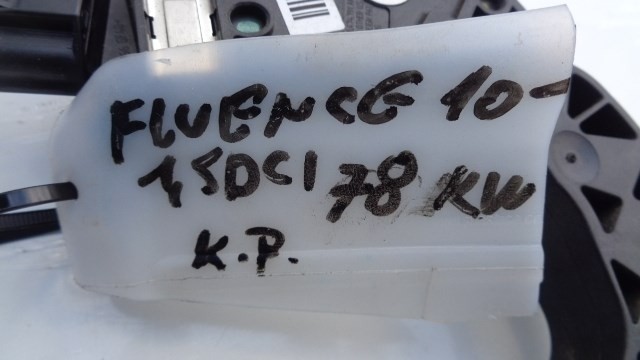 FLUENCE 10-
1,5DCI 78 KW
K.P.